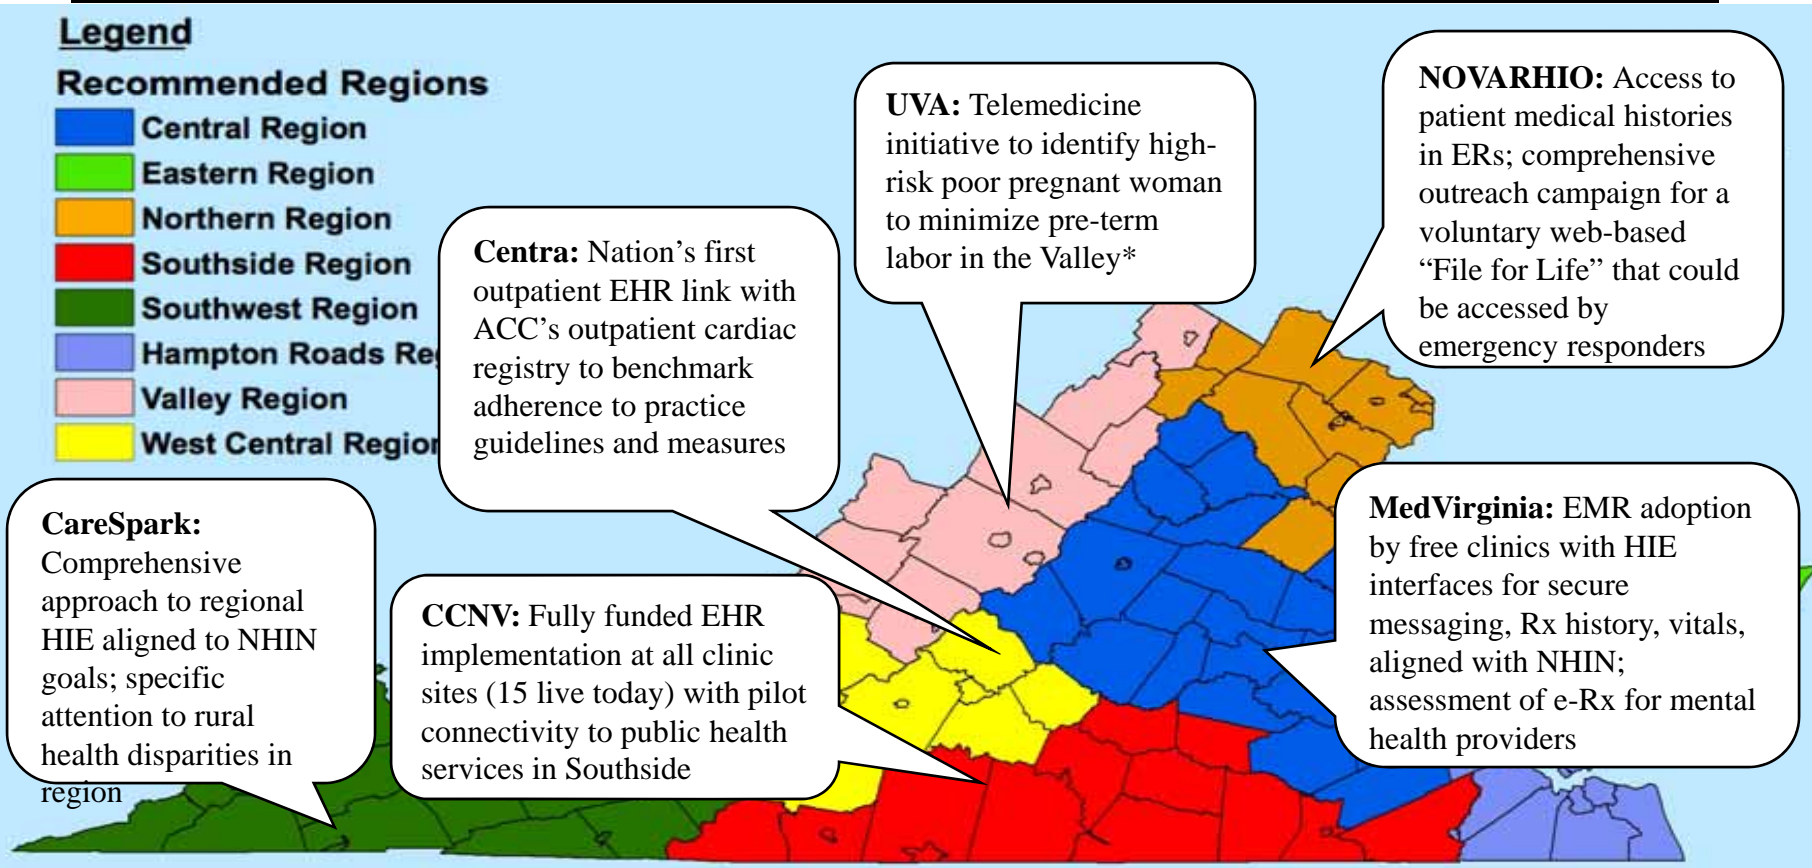 Legend
Recommended Regions
Central Region
Eastern Region
Northern Region
Southside Region
Southwest Region
Hampton Roads Re
Valley Region
West Central Region
UVA: Telemedicine
initiative to identify high-
risk poor pregnant woman
to minimize pre-term
labor in the Valley*
NOVARHIO: Access to
patient medical histories
in ERs; comprehensive
outreach campaign for a
voluntary web-based
“File for Life” that could
be accessed by
emergency responders
Centra: Nation’s first
outpatient EHR link with
ACC’s outpatient cardiac
registry to benchmark
adherence to practice
guidelines and measures
CareSpark:
Comprehensive
approach to regional
HIE aligned to NHIN
goals; specific
attention to rural
health disparities in
region
CCNV: Fully funded EHR
implementation at all clinic
sites (15 live today) with pilot
connectivity to public health
services in Southside
MedVirginia: EMR adoption
by free clinics with HIE
interfaces for secure
messaging, Rx history, vitals,
aligned with NHIN;
assessment of e-Rx for mental
health providers